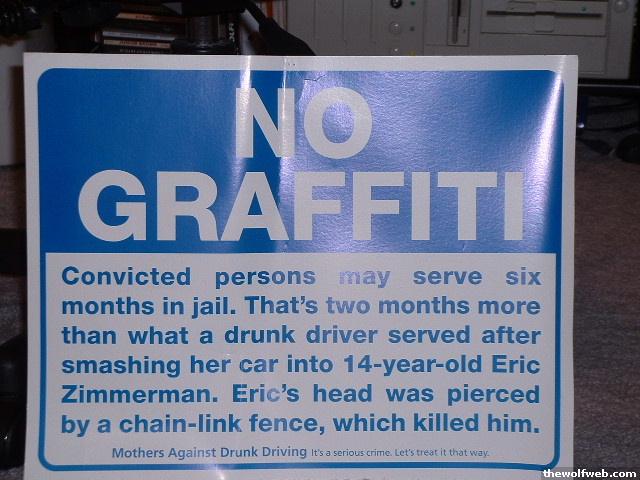 NO
GRAFFITI
Convicted persons may serve six
months in jail. That's two months more
than what a drunk driver served after
smashing her car into 14-year-old Eric
Zimmerman. Eric's head was pierced
by a chain-link fence, which killed him.
Mothers Against Drunk Driving It's a serious crime. Let's treat it that way.
thewolfweb.com